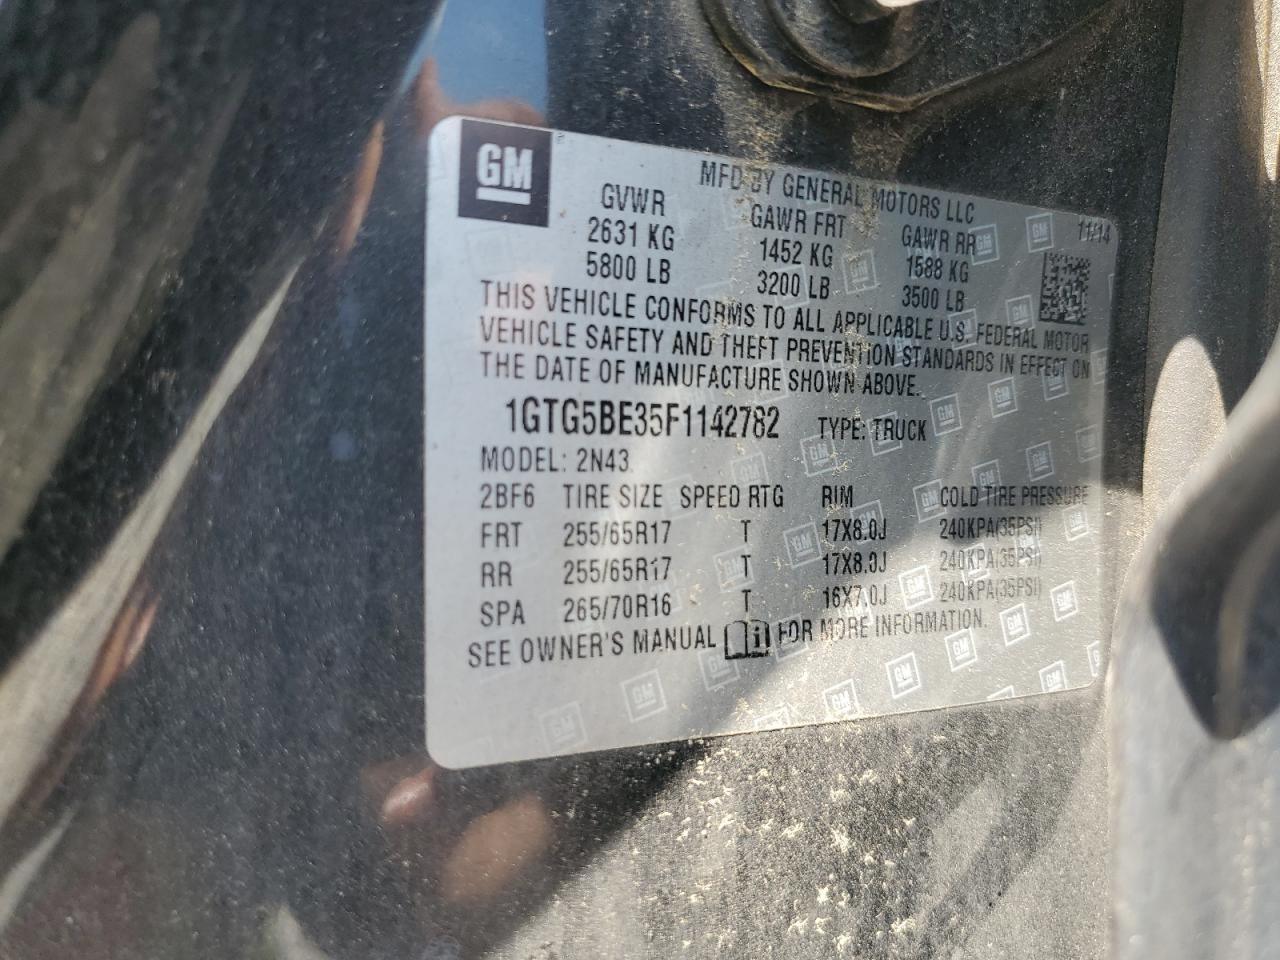 GM
MFD BY GENERAL MOTORS LLC
11/14
GVWR GAWR FRT GAWR RR
2631 KG 1452 KG 1588 KG
5800 LB 3200 LB 3500 LB
THIS VEHICLE CONFORMS TO ALL APPLICABLE U.S. FEDERAL MOTOR
VEHICLE SAFETY AND THEFT PREVENTION STANDARDS IN EFFECT ON
THE DATE OF MANUFACTURE SHOWN ABOVE.
1GTG5BE35F1142782 TYPE: TRUCK
MODEL: 2N43
2BF6 TIRE SIZE SPEED RTG RIM COLD TIRE PRESSURE
FRT 255/65R17 T 17X8.0J 240KPA(35PSI)
RR 255/65R17 T 17X8.0J 240KPA(35PSI)
SPA 265/70R16 T 16X7.0J 240KPA(35PSI)
SEE OWNER'S MANUAL FOR MORE INFORMATION.